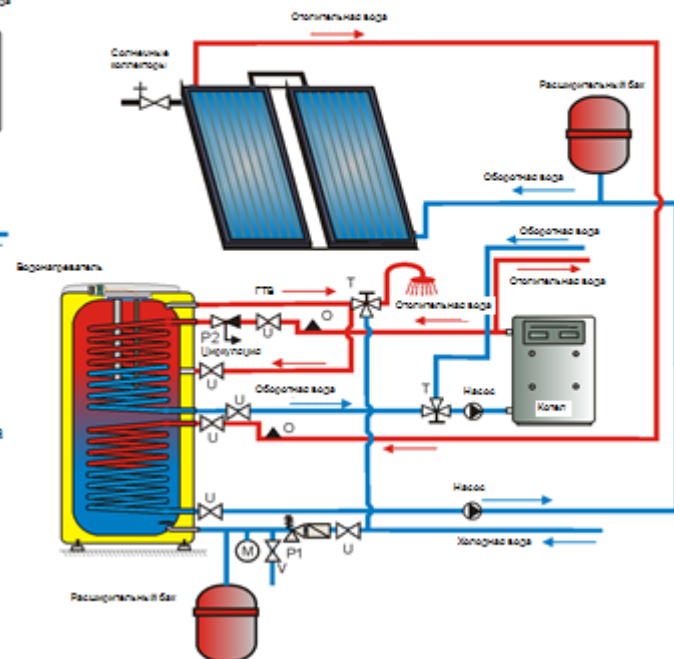 Отопительная вода
Солнечные
коллекторы
Расширительный бак
Оборотная вода
Оборотная вода
Водонагреватель
ГТВ
T
Отопительная вода
Отопительная вода
O
P2
U
Циркуляция
U
Оборотная вода
U
T
Насос
Котел
U
O
U
Насос
M
P1
V
U
Холодная вода
Расширительный бак